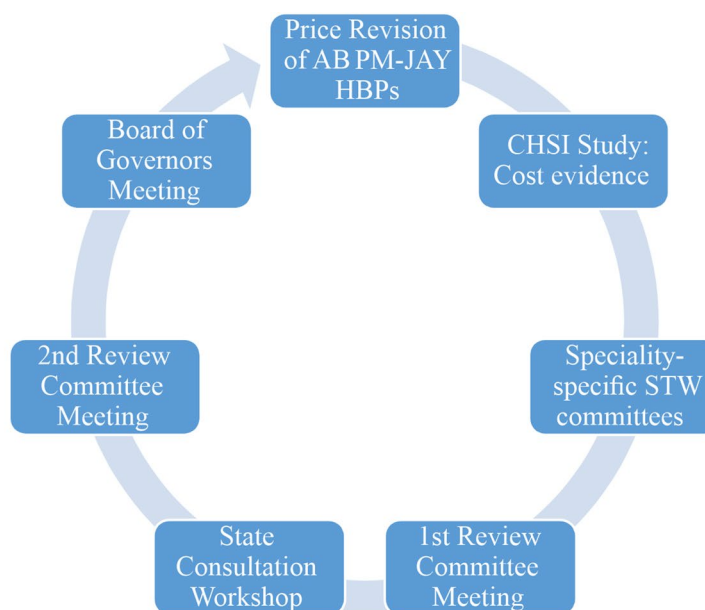 Price Revision
of AB PM-JAY
HBPs
CHSI Study:
Cost evidence
Speciality-
specific STW
committees
1st Review
Committee
Meeting
State
Consultation
Workshop
2nd Review
Committee
Meeting
Board of
Governors
Meeting